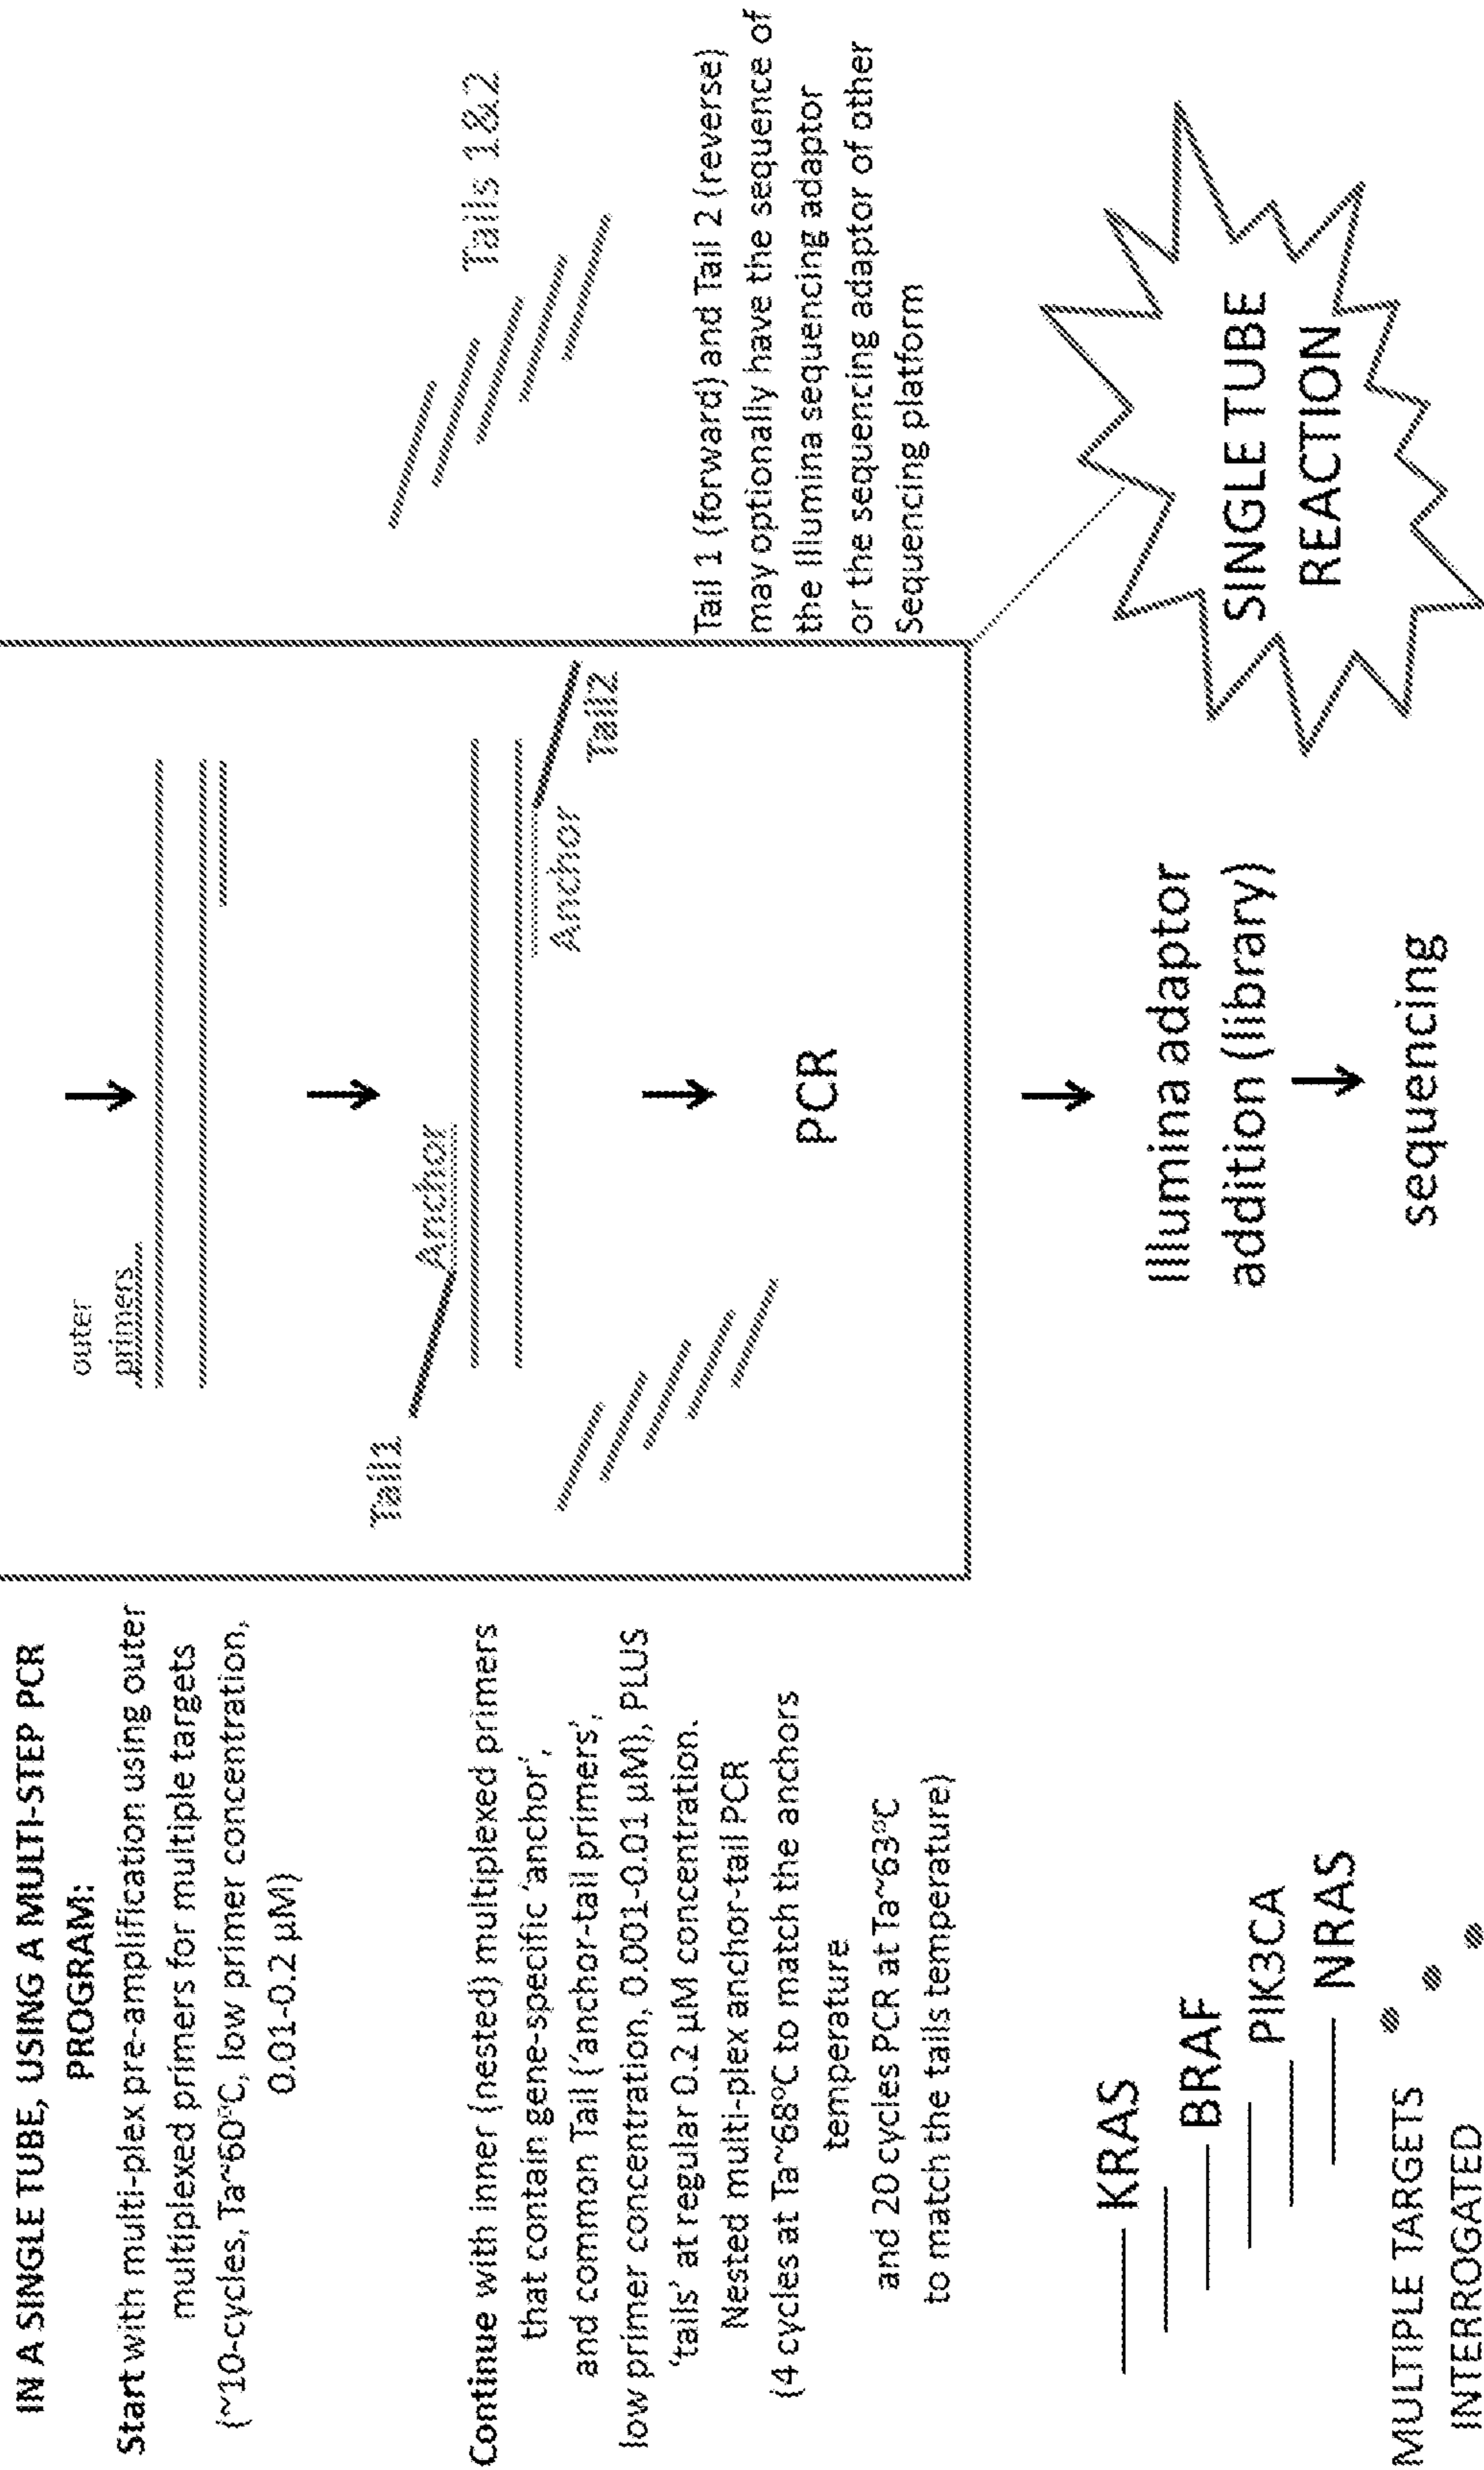 IN A SINGLE TUBE, USING A MULTI-STEP PCR
PROGRAM:
Start with multi-plex pre-amplification using outer
multiplexed primers for multiple targets
(~10-cycles, Ta~60ºC, low primer concentration,
0.01-0.2 µM)
Continue with inner (nested) multiplexed primers
that contain gene-specific 'anchor',
and common Tail ('anchor-tail primers',
low primer concentration, 0.001-0.01 µM), PLUS
'tails' at regular 0.2 µM concentration.
Nested multi-plex anchor-tail PCR
(4 cycles at Ta~68ºC to match the anchors
temperature
and 20 cycles PCR at Ta~63ºC
to match the tails temperature)
KRAS
BRAF
PIK3CA
NRAS
MULTIPLE TARGETS
INTERROGATED
outer
primers
Tail1
Anchor
Anchor
Tail2
PCR
Illumina adaptor
addition (library)
sequencing
Tails 1&2
Tail 1 (forward) and Tail 2 (reverse)
may optionally have the sequence of
the Illumina sequencing adaptor
or the sequencing adaptor of other
Sequencing platform
SINGLE TUBE
REACTION